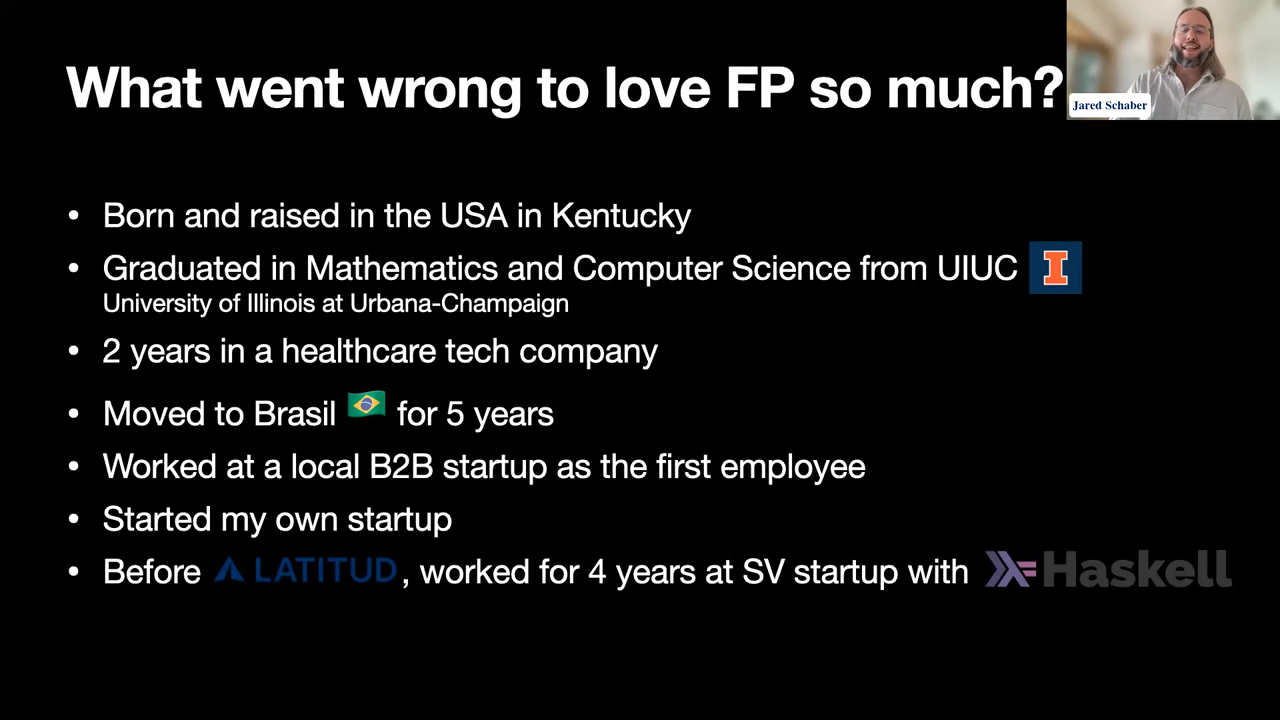 What went wrong to love FP so much?
Jared Schaber
• Born and raised in the USA in Kentucky
• Graduated in Mathematics and Computer Science from UIUC I
University of Illinois at Urbana-Champaign
• 2 years in a healthcare tech company
• Moved to Brasil 🇧🇷 for 5 years
• Worked at a local B2B startup as the first employee
• Started my own startup
• Before LATITUD, worked for 4 years at SV startup with Haskell